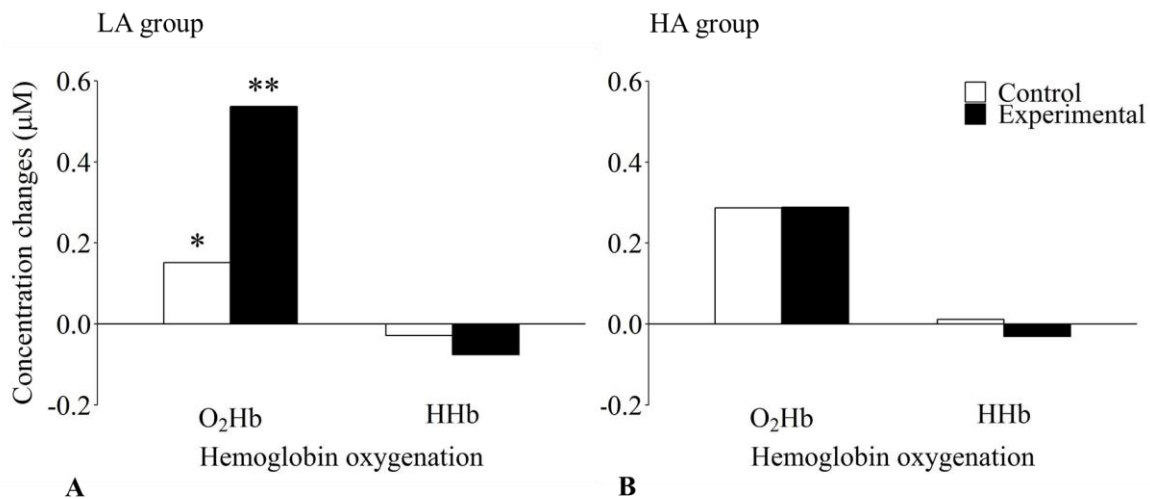 LA group
HA group
Concentration changes (μM)
0.6
0.4
0.2
0.0
-0.2
*
**
O₂Hb
HHb
Hemoglobin oxygenation
A
0.6
0.4
0.2
0.0
-0.2
Control
Experimental
O₂Hb
HHb
Hemoglobin oxygenation
B